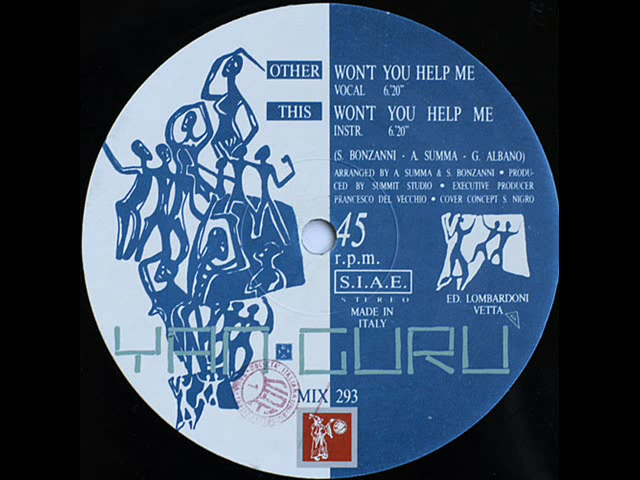 OTHER WON'T YOU HELP ME
VOCAL 6.'20"
THIS WON'T YOU HELP ME
INSTR. 6.'20"
(S. BONZANNI - A. SUMMA - G. ALBANO)
ARRANGED BY A. SUMMA & S. BONZANNI • PRODU-
CED BY SUMMIT STUDIO • EXECUTIVE PRODUCER
FRANCESCO DEL VECCHIO • COVER CONCEPT S. NIGRO
45
r.p.m.
S.I.A.E.
STEREO
MADE IN
ITALY
ED. LOMBARDONI
VETTA
YAN•GURU
MIX 293